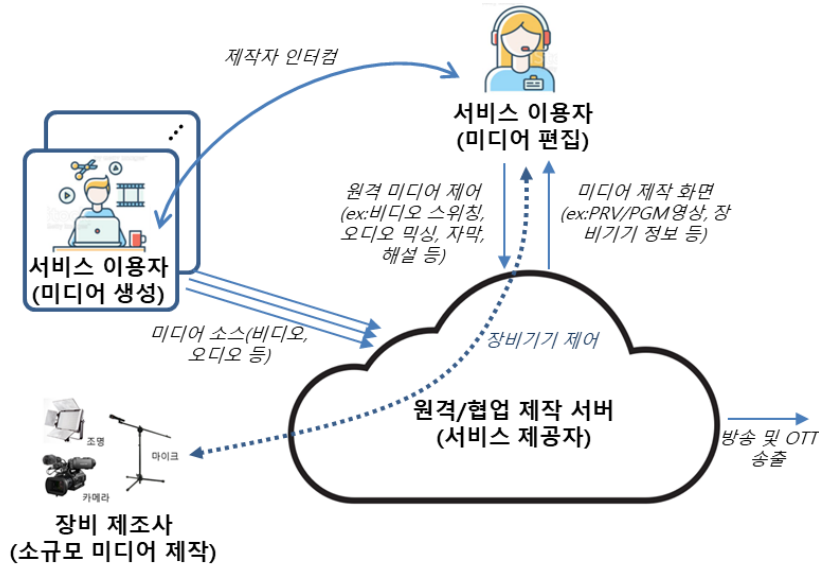 제작자 인터컴
서비스 이용자
(미디어 편집)
원격 미디어 제어
(ex:비디오 스위칭,
오디오 믹싱, 자막,
해설 등)
미디어 제작 화면
(ex:PRV/PGM영상, 장
비기기 정보 등)
서비스 이용자
(미디어 생성)
미디어 소스(비디오,
오디오 등)
장비기기 제어
원격/협업 제작 서버
(서비스 제공자)
방송 및 OTT
송출
조명
마이크
카메라
장비 제조사
(소규모 미디어 제작)